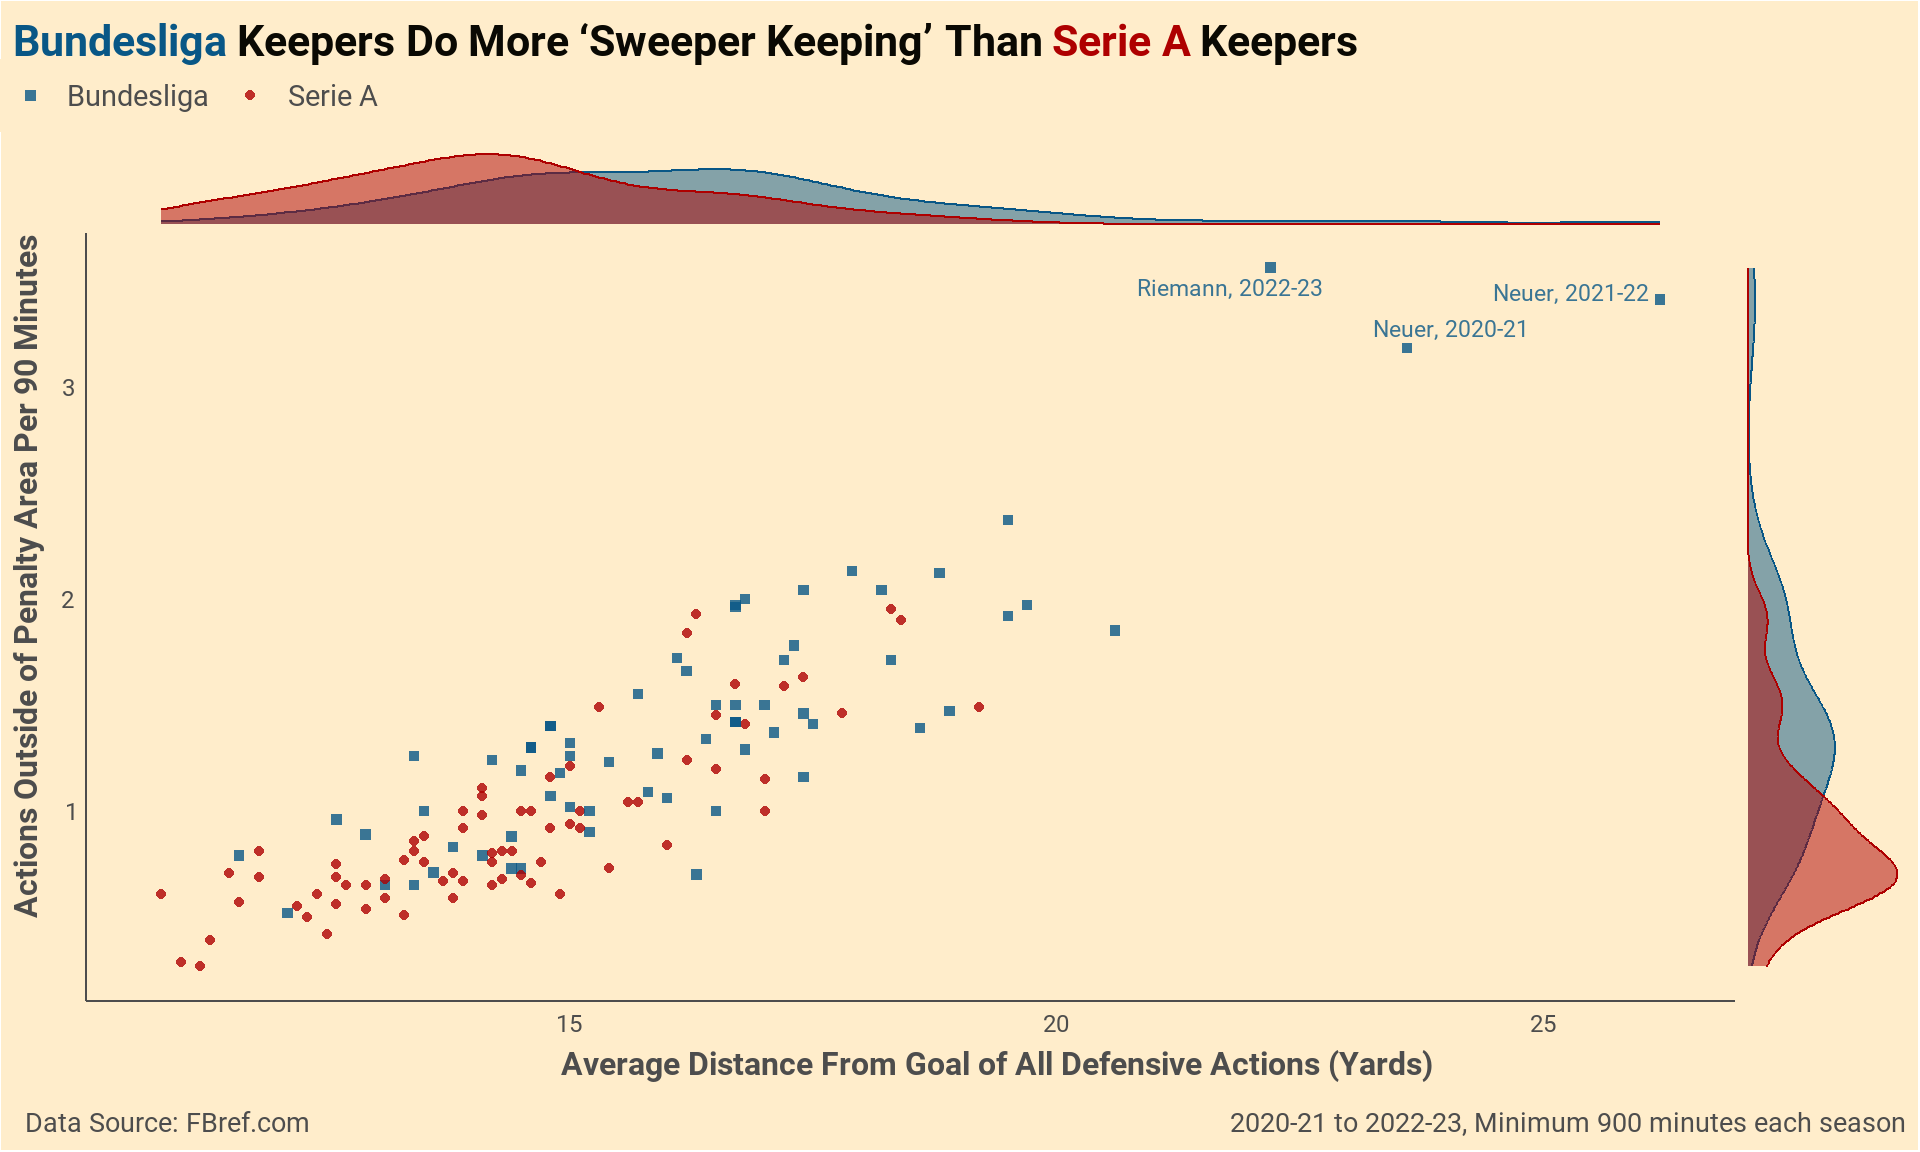 Bundesliga Keepers Do More ‘Sweeper Keeping’ Than Serie A Keepers
Bundesliga Serie A
Riemann, 2022-23
Neuer, 2021-22
Neuer, 2020-21
Actions Outside of Penalty Area Per 90 Minutes
3
2
1
15 20 25
Average Distance From Goal of All Defensive Actions (Yards)
Data Source: FBref.com
2020-21 to 2022-23, Minimum 900 minutes each season